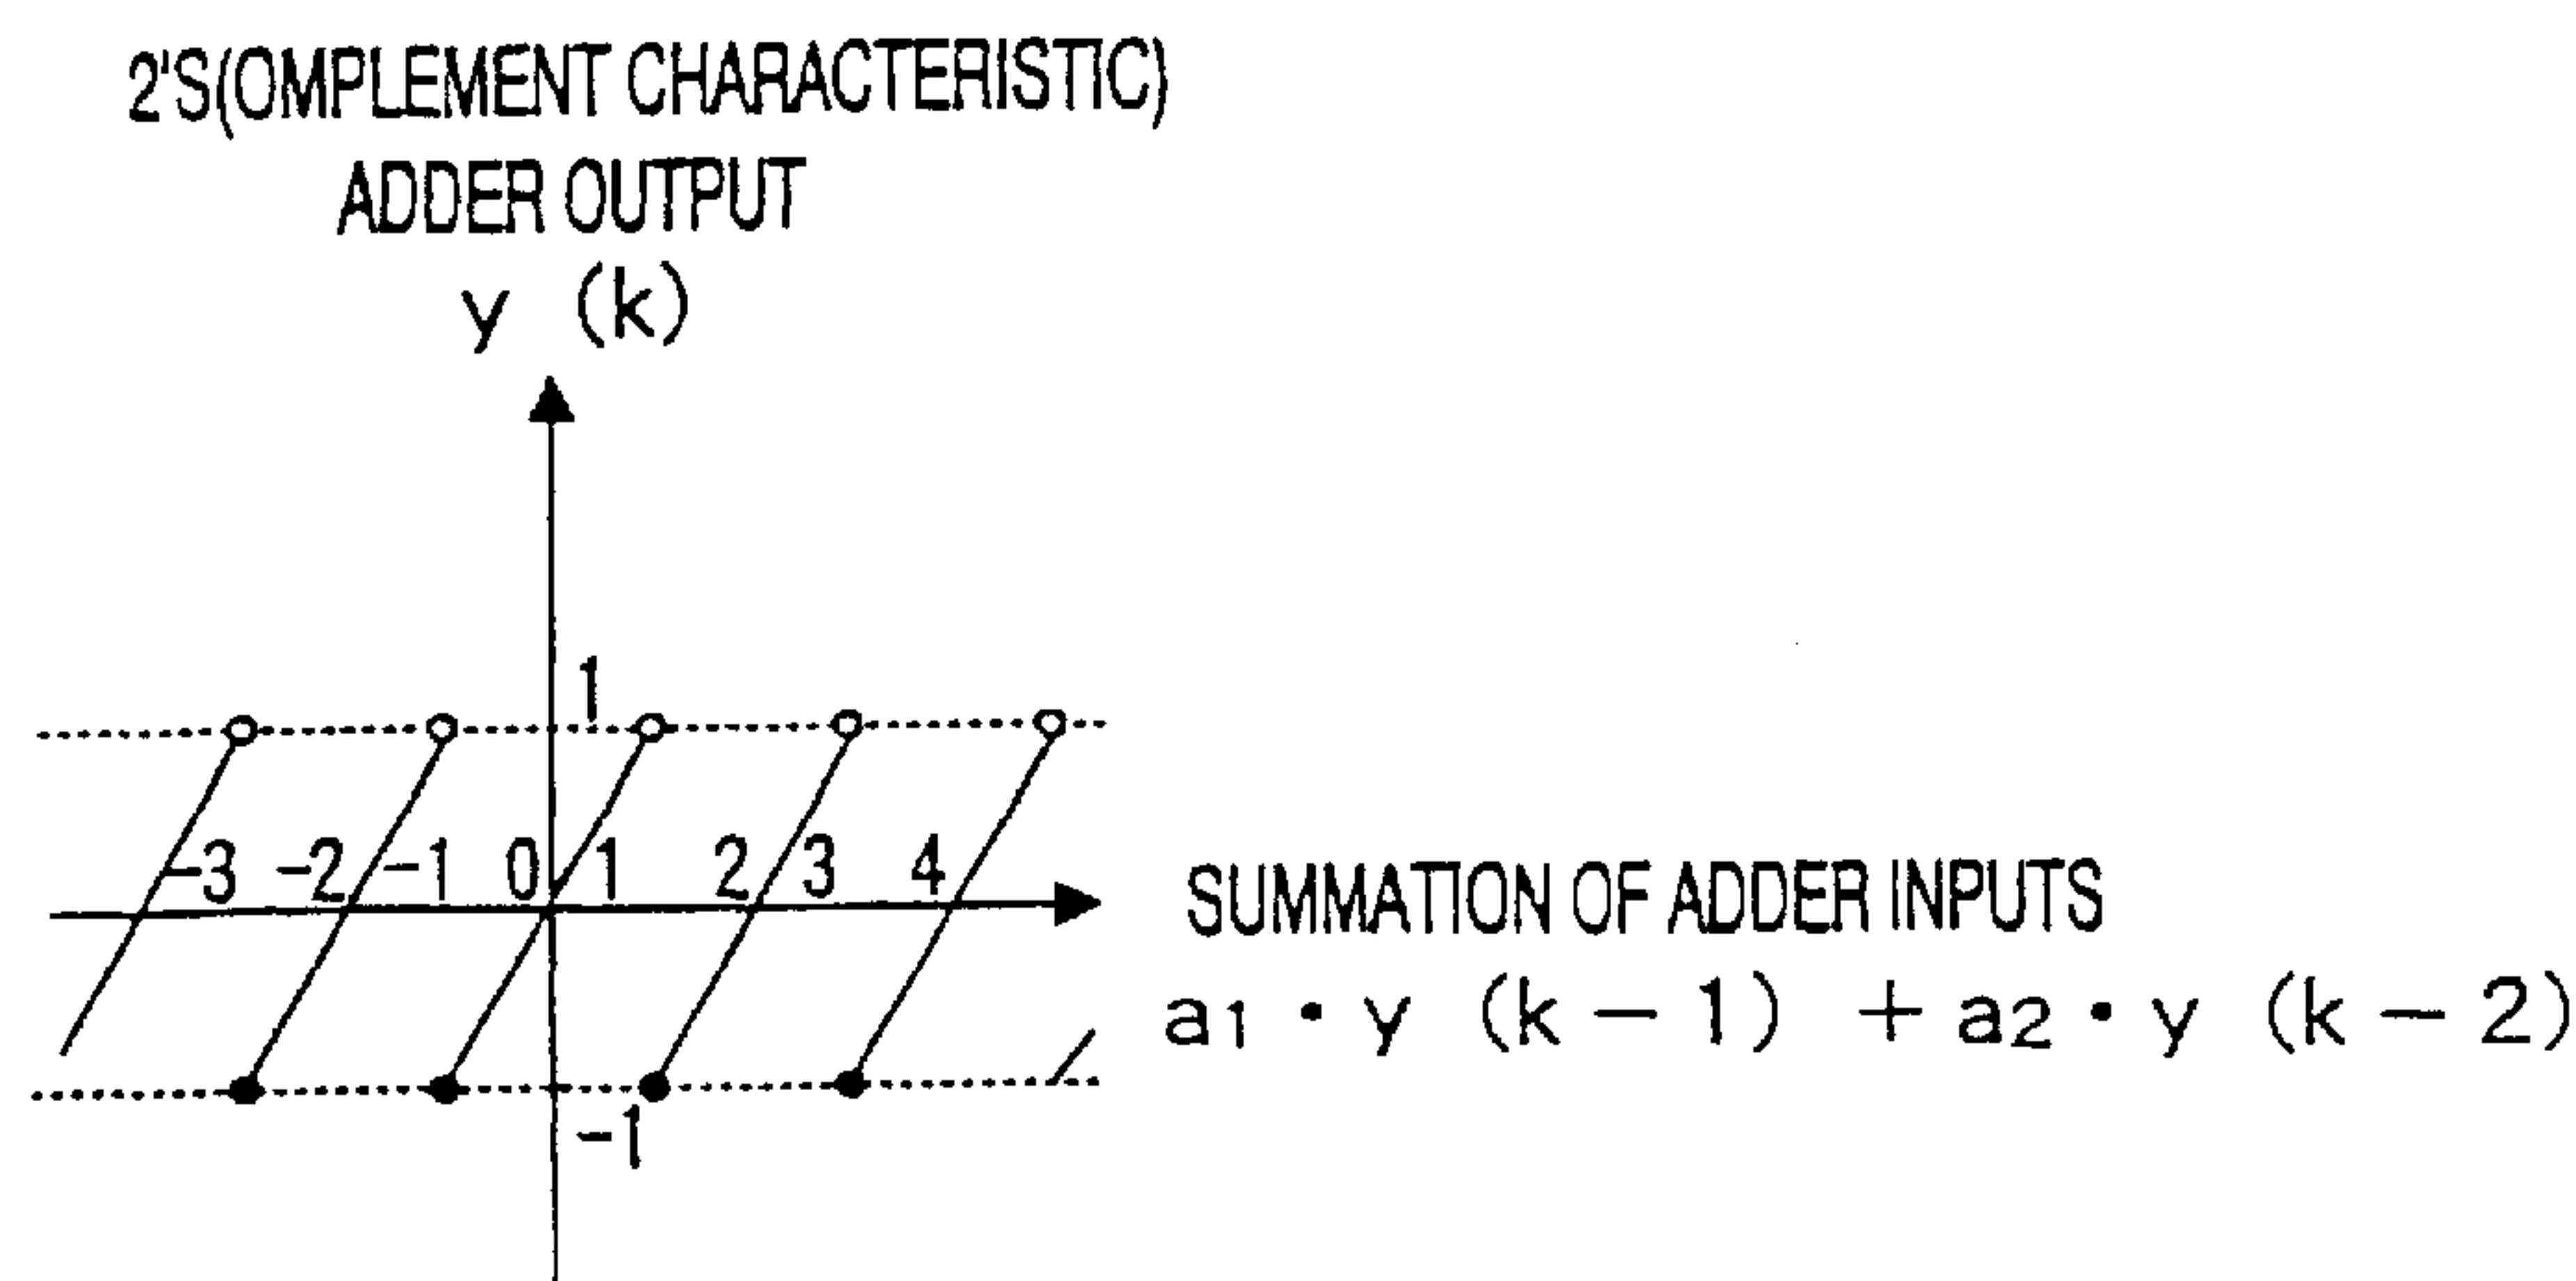 2'S(OMPLEMENT CHARACTERISTIC)
ADDER OUTPUT
y (k)
1
-3 -2 -1 0 1 2 3 4
SUMMATION OF ADDER INPUTS
a1 · y (k − 1) + a2 · y (k − 2)
-1